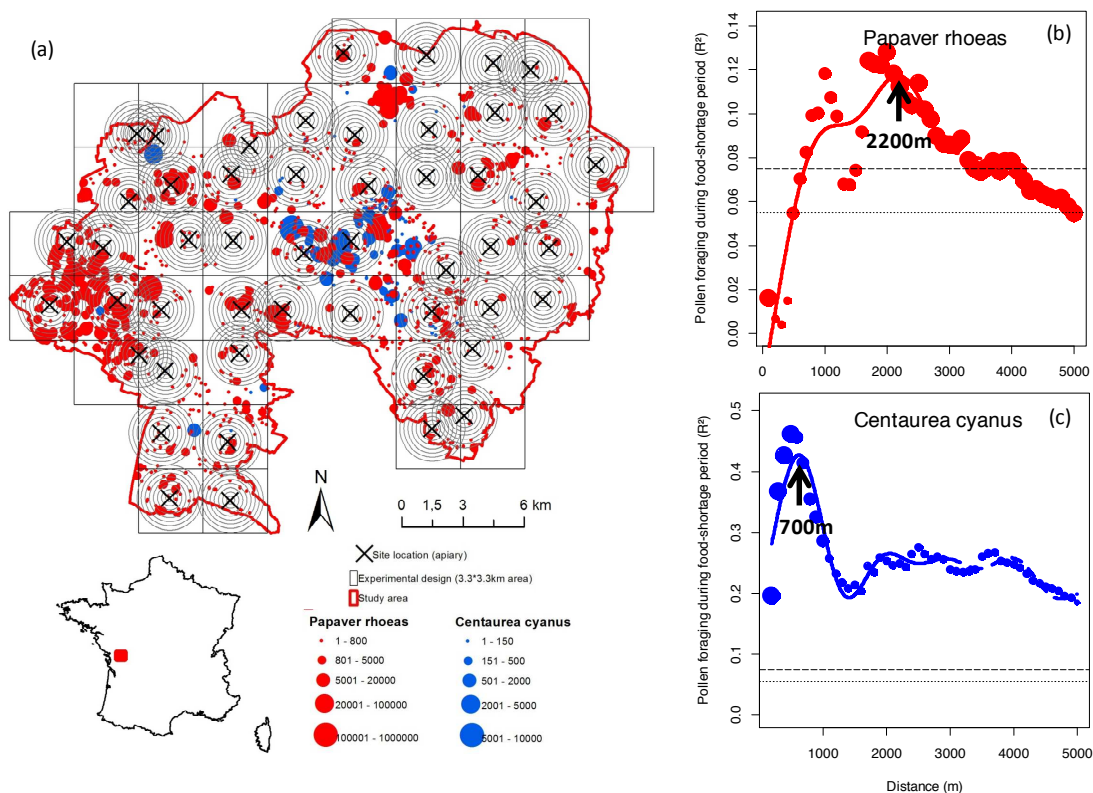 (a)
N
0 1,5 3 6 km
Site location (apiary)
Experimental design (3.3*3.3km area)
Study area
Papaver rhoeas
1 - 800
801 - 5000
5001 - 20000
20001 - 100000
100001 - 1000000
Centaurea cyanus
1 - 150
151 - 500
501 - 2000
2001 - 5000
5001 - 10000
(b)
Papaver rhoeas
2200m
Pollen foraging during food-shortage period (R²)
0.14
0.12
0.10
0.08
0.06
0.04
0.02
0.00
0 1000 2000 3000 4000 5000
(c)
Centaurea cyanus
700m
Pollen foraging during food-shortage period (R²)
0.5
0.4
0.3
0.2
0.1
0.0
1000 2000 3000 4000 5000
Distance (m)